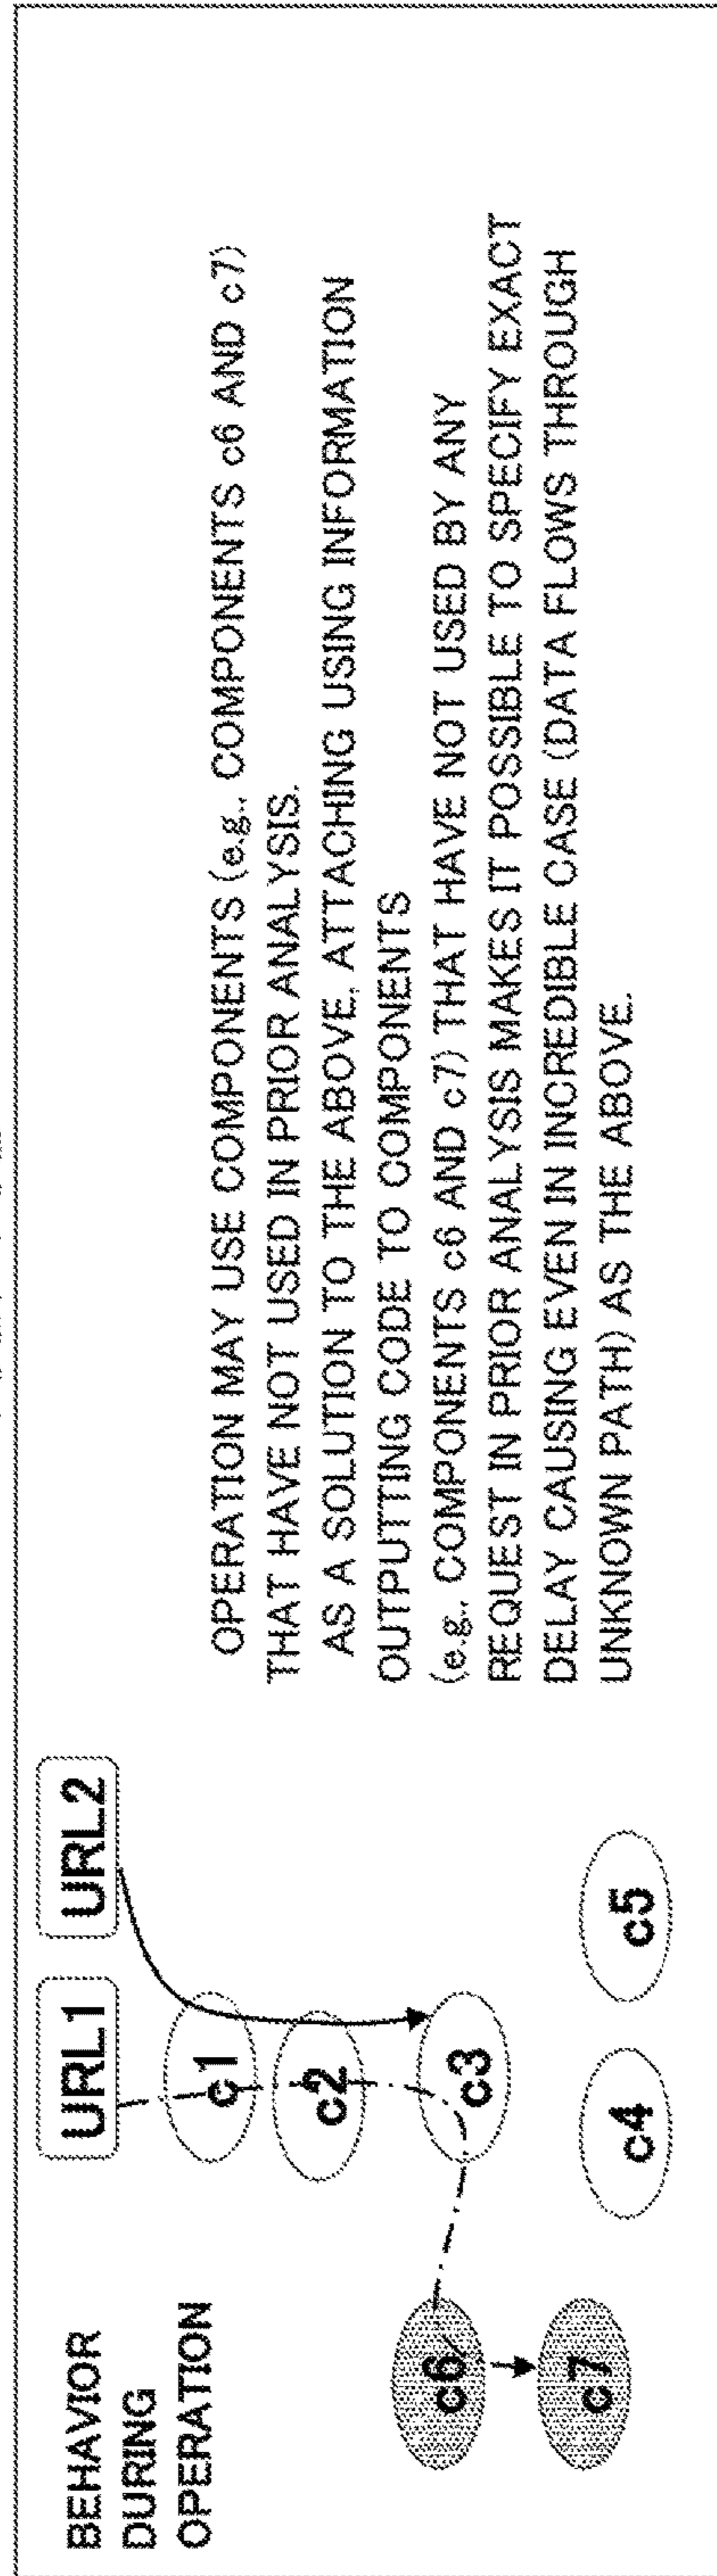 BEHAVIOR
DURING
OPERATION
URL1
URL2
c1
c2
c3
c4
c5
c6
c7
OPERATION MAY USE COMPONENTS (e.g., COMPONENTS c6 AND c7)
THAT HAVE NOT USED IN PRIOR ANALYSIS.
AS A SOLUTION TO THE ABOVE, ATTACHING USING INFORMATION
OUTPUTTING CODE TO COMPONENTS
(e.g., COMPONENTS c6 AND c7) THAT HAVE NOT USED BY ANY
REQUEST IN PRIOR ANALYSIS MAKES IT POSSIBLE TO SPECIFY EXACT
DELAY CAUSING EVEN IN INCREDIBLE CASE (DATA FLOWS THROUGH
UNKNOWN PATH) AS THE ABOVE.